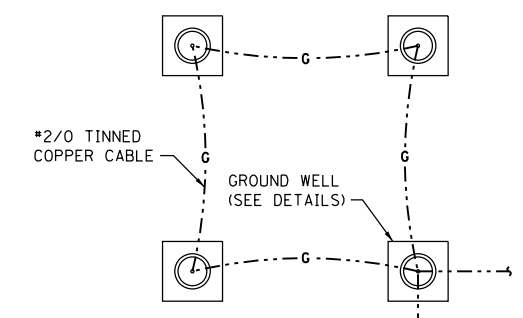 G
#2/0 TINNED
COPPER CABLE
G
G
GROUND WELL
(SEE DETAILS)
G